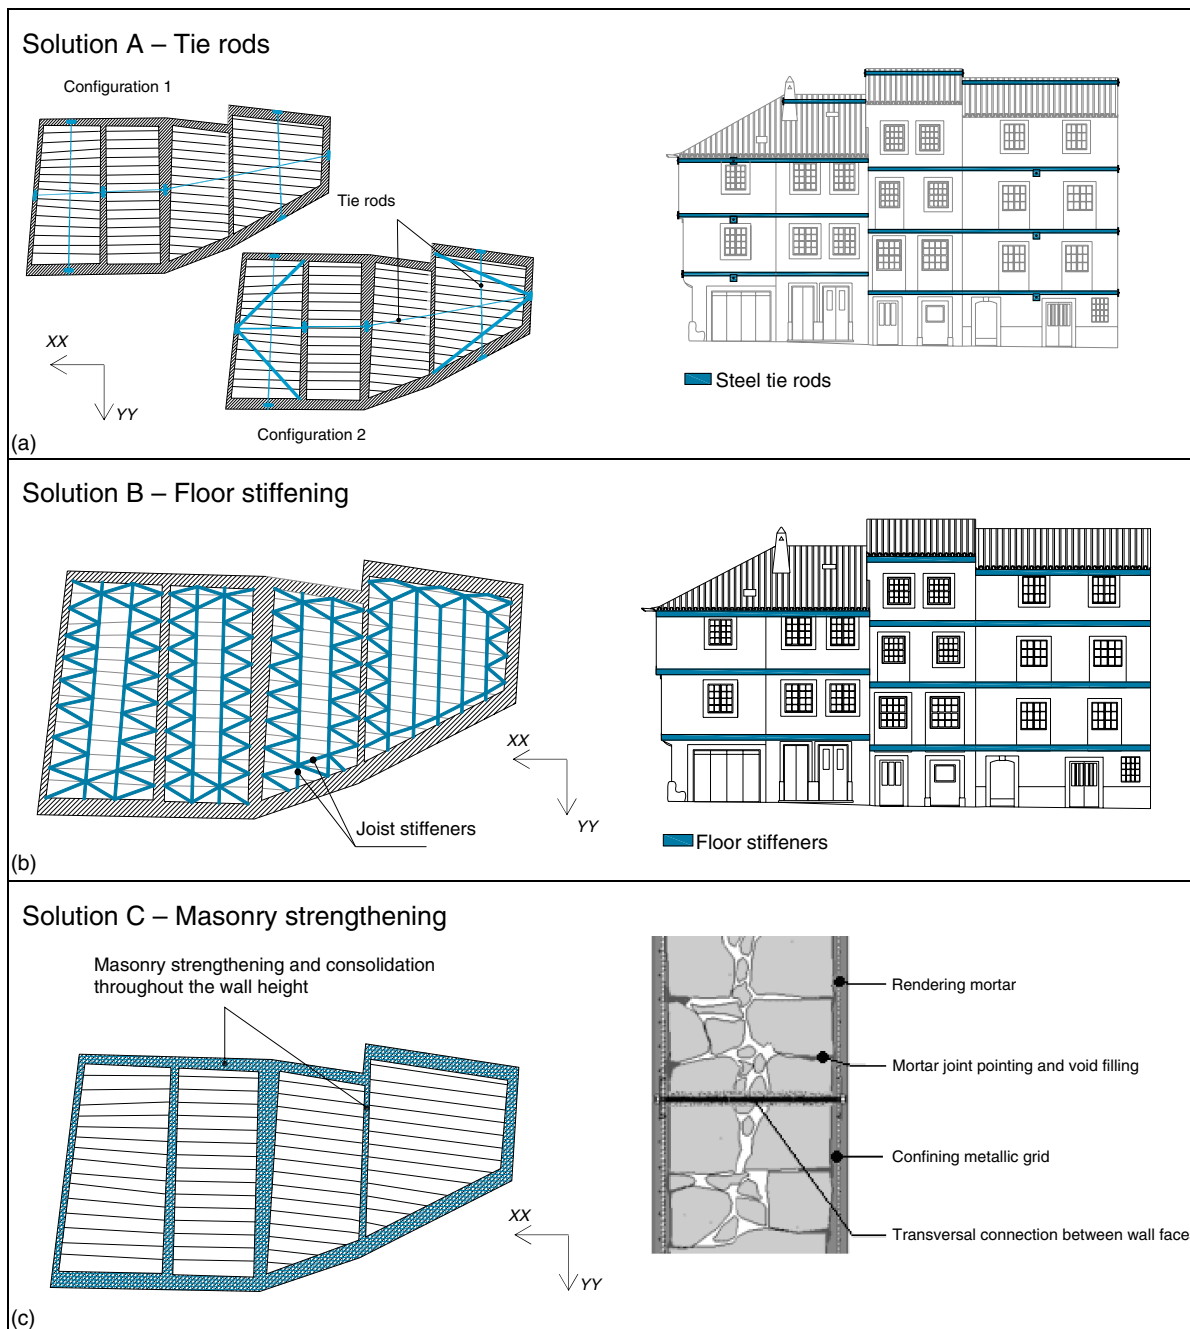 Solution A – Tie rods
Configuration 1
Tie rods
XX
YY
Configuration 2
Steel tie rods
(a)
Solution B – Floor stiffening
XX
YY
Joist stiffeners
Floor stiffeners
(b)
Solution C – Masonry strengthening
Masonry strengthening and consolidation
throughout the wall height
XX
YY
Rendering mortar
Mortar joint pointing and void filling
Confining metallic grid
Transversal connection between wall face
(c)